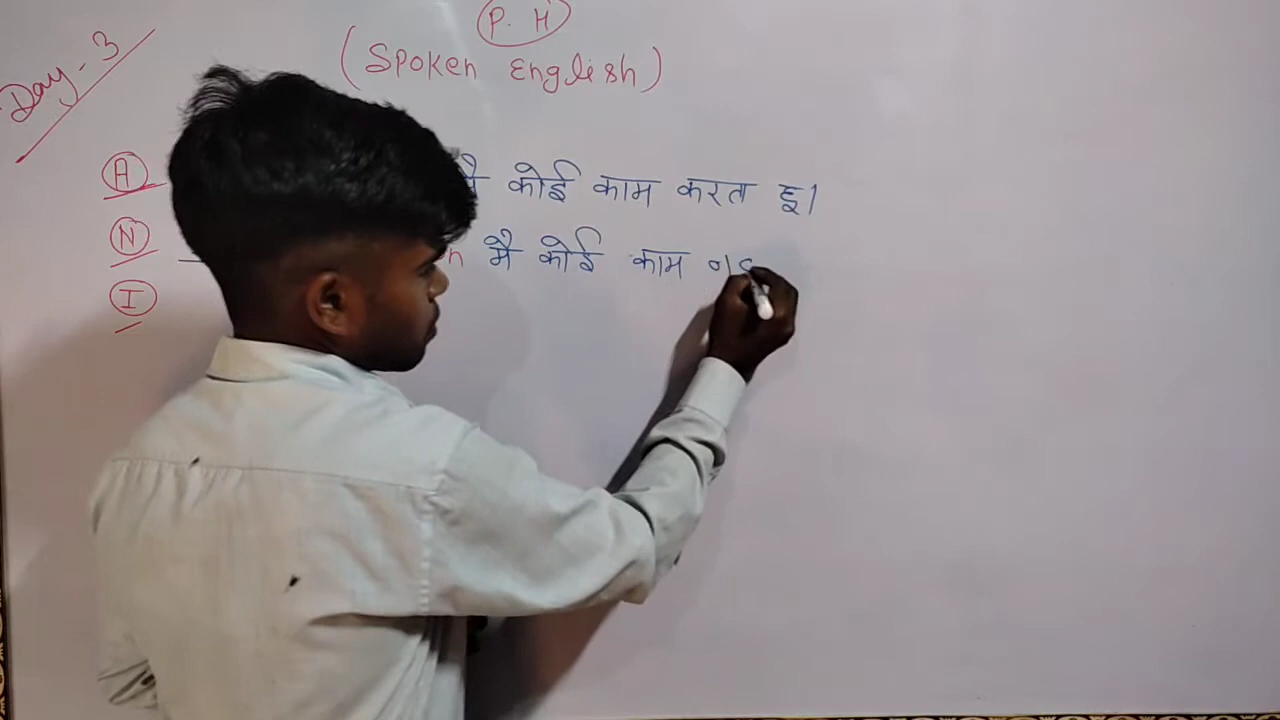 P. H
Day - 3
(Spoken English)
A कोई काम करता हू।
N मै कोई काम
I